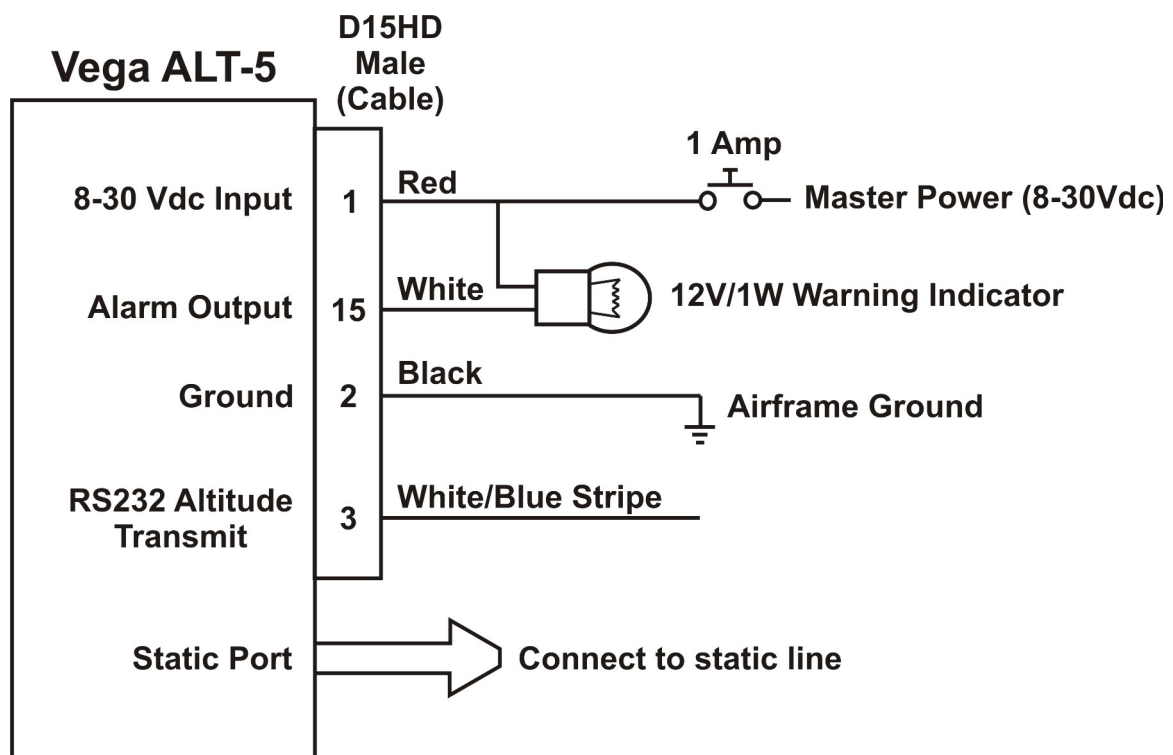 D15HD
Male
(Cable)
Vega ALT-5
1 Amp
8-30 Vdc Input
1
Red
Master Power (8-30Vdc)
Alarm Output
15
White
12V/1W Warning Indicator
Ground
2
Black
Airframe Ground
RS232 Altitude
Transmit
3
White/Blue Stripe
Static Port
Connect to static line